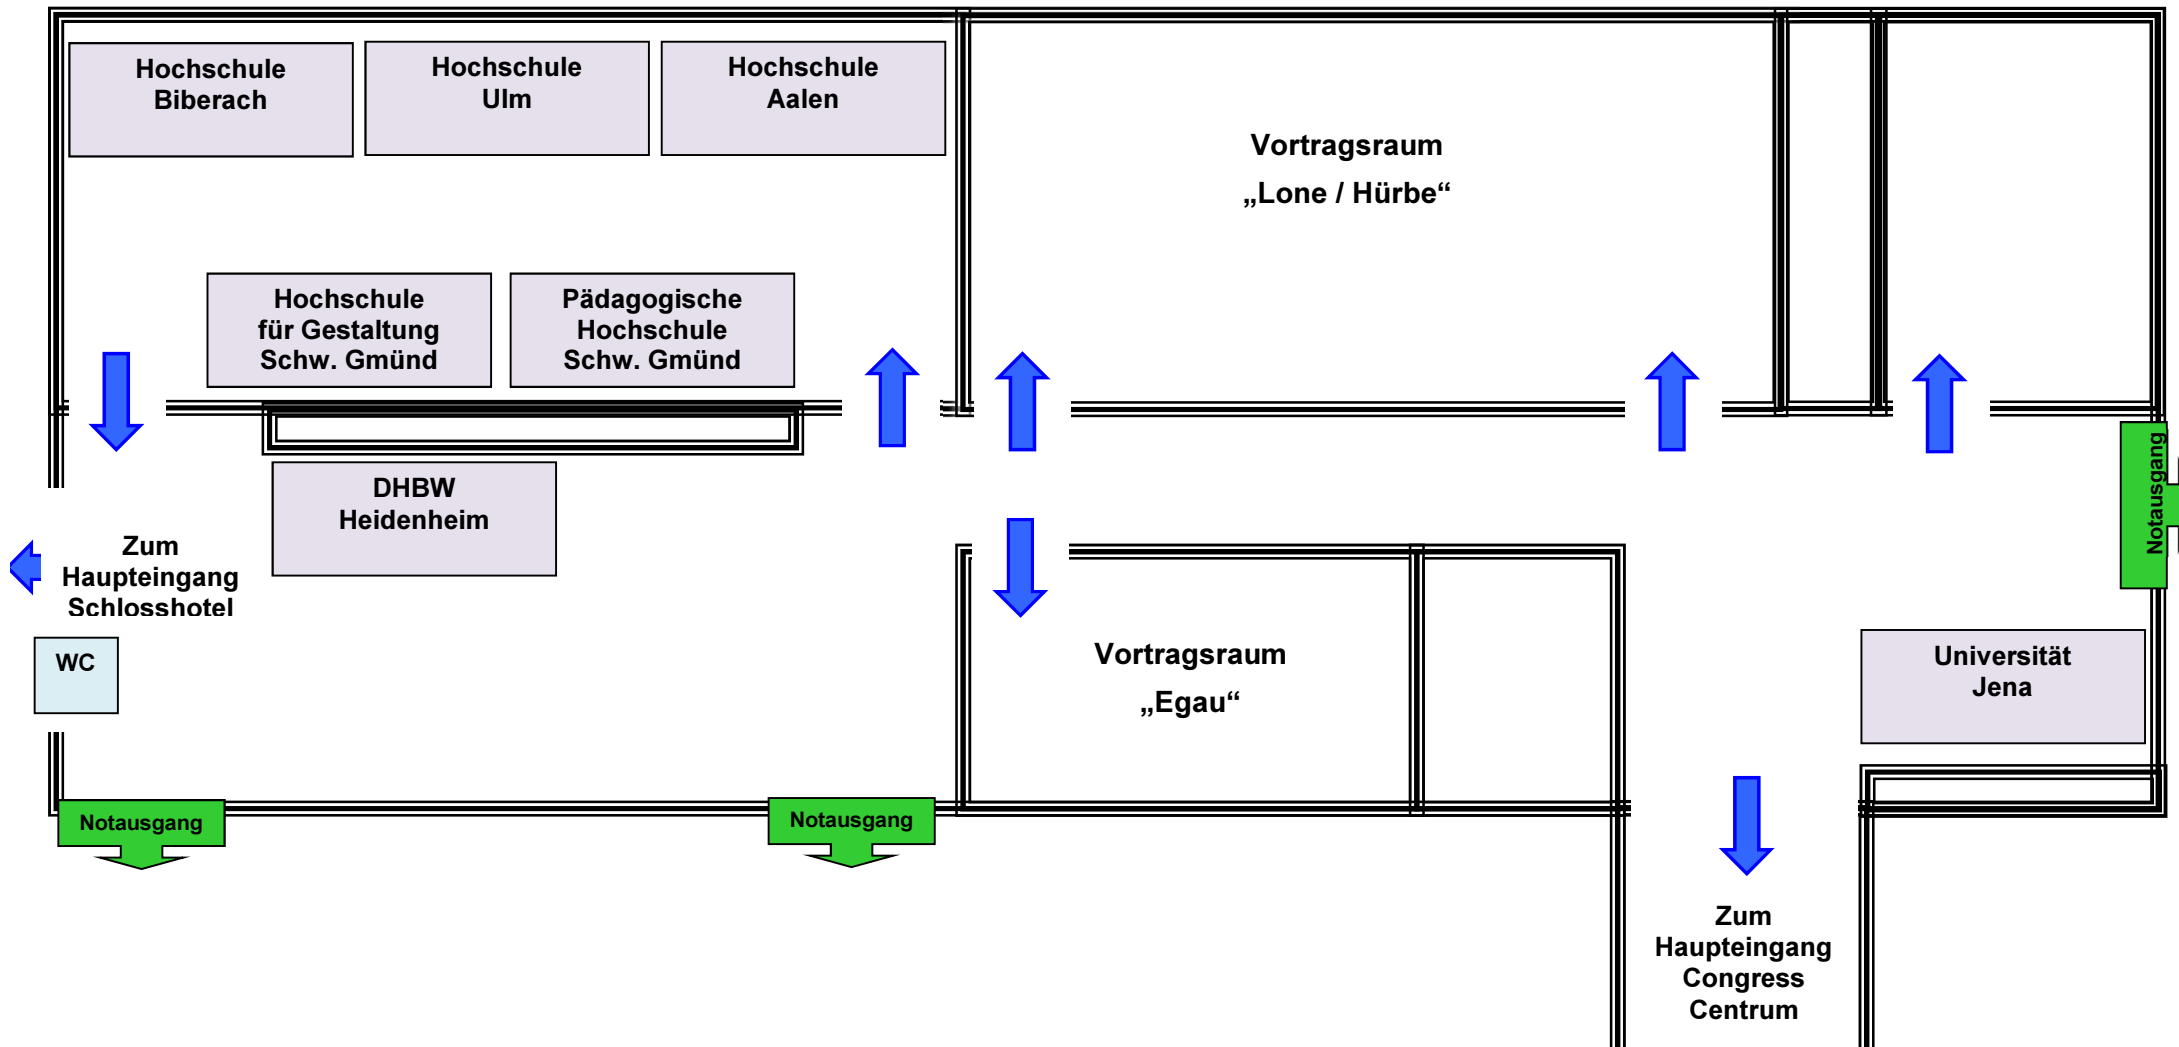 Hochschule
Biberach
Hochschule
Ulm
Hochschule
Aalen
Vortragsraum
„Lone / Hürbe“
Hochschule
für Gestaltung
Schw. Gmünd
Pädagogische
Hochschule
Schw. Gmünd
DHBW
Heidenheim
Notausgang
Zum
Haupteingang
Schlosshotel
WC
Vortragsraum
„Egau“
Universität
Jena
Notausgang
Notausgang
Zum
Haupteingang
Congress
Centrum